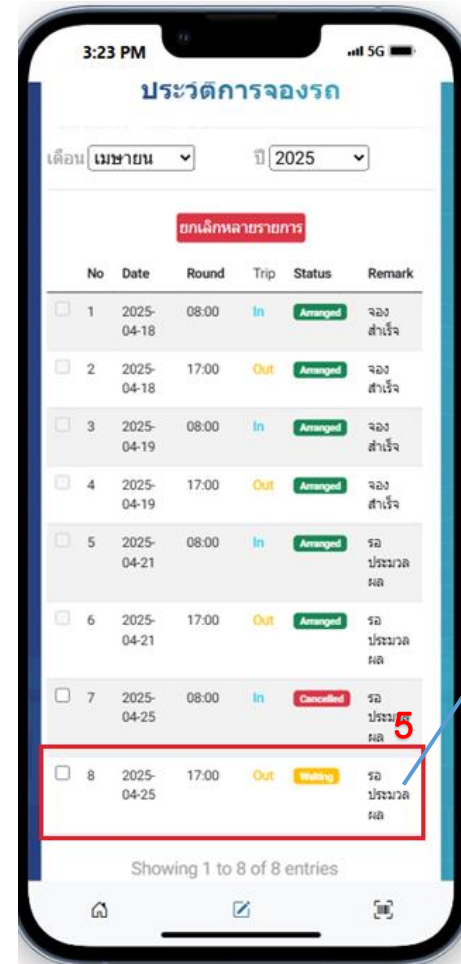 3:23 PM 5G
ประวัติการจองรถ
เดือน เมษายน ปี 2025
ยกเลิกหลายรายการ
No Date Round Trip Status Remark
1 2025-04-18 08:00 In Arranged จองสำเร็จ
2 2025-04-18 17:00 Out Arranged จองสำเร็จ
3 2025-04-19 08:00 In Arranged จองสำเร็จ
4 2025-04-19 17:00 Out Arranged จองสำเร็จ
5 2025-04-21 08:00 In Arranged รอประมวลผล
6 2025-04-21 17:00 Out Arranged รอประมวลผล
7 2025-04-25 08:00 In Cancelled รอประมวลผล
5
8 2025-04-25 17:00 Out Waiting รอประมวลผล
Showing 1 to 8 of 8 entries